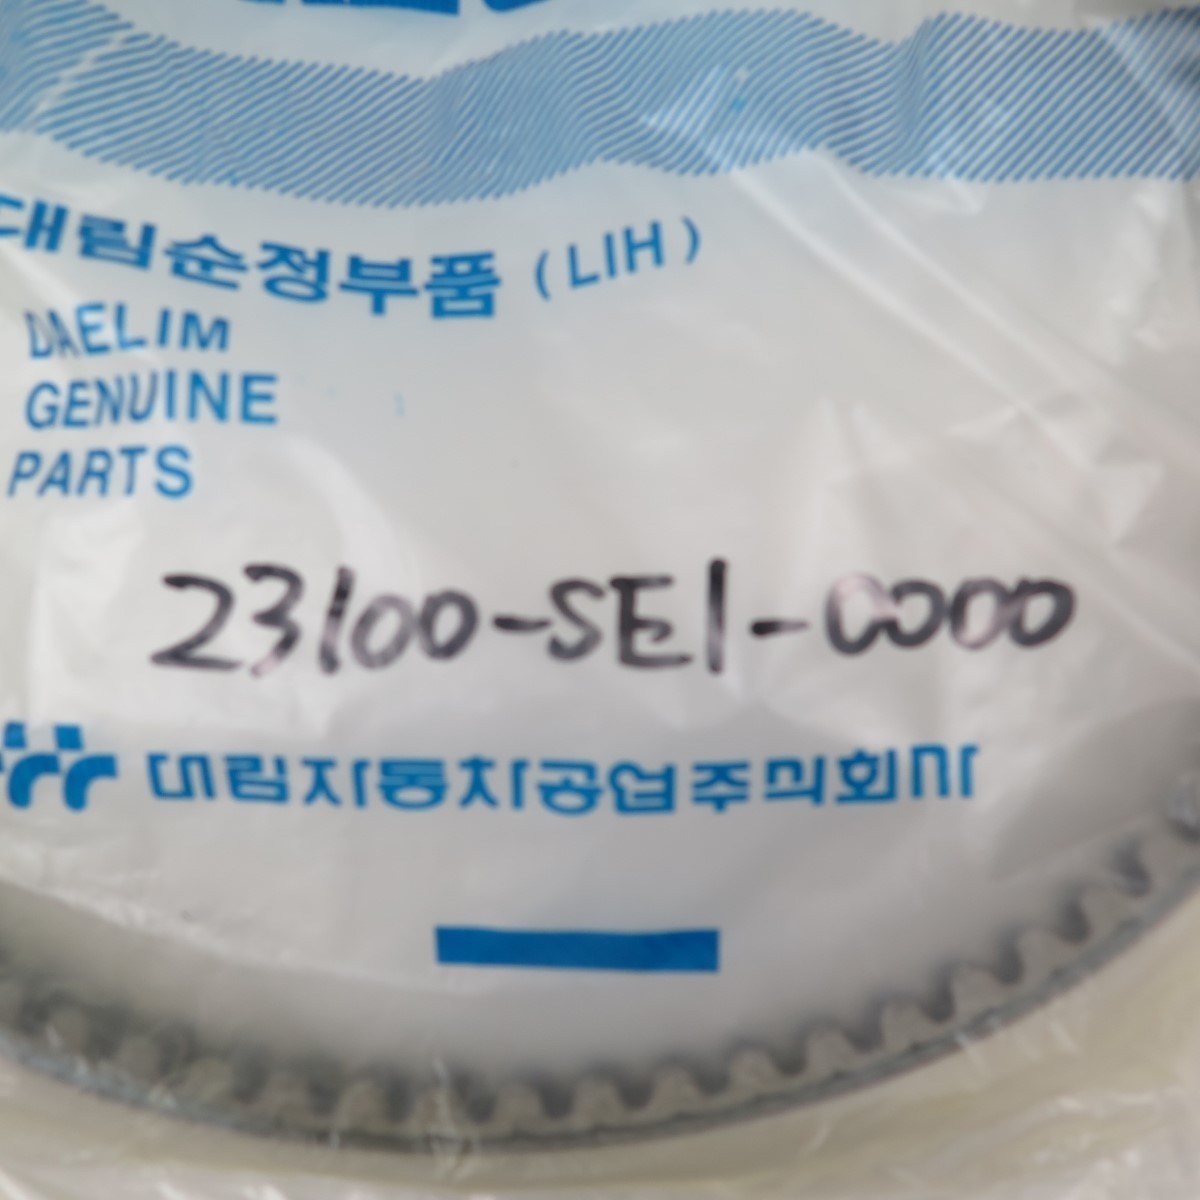 대림순정부품 (LIH)
DAELIM
GENUINE
PARTS
23100-SE1-0000
대림자동차공업주식회사